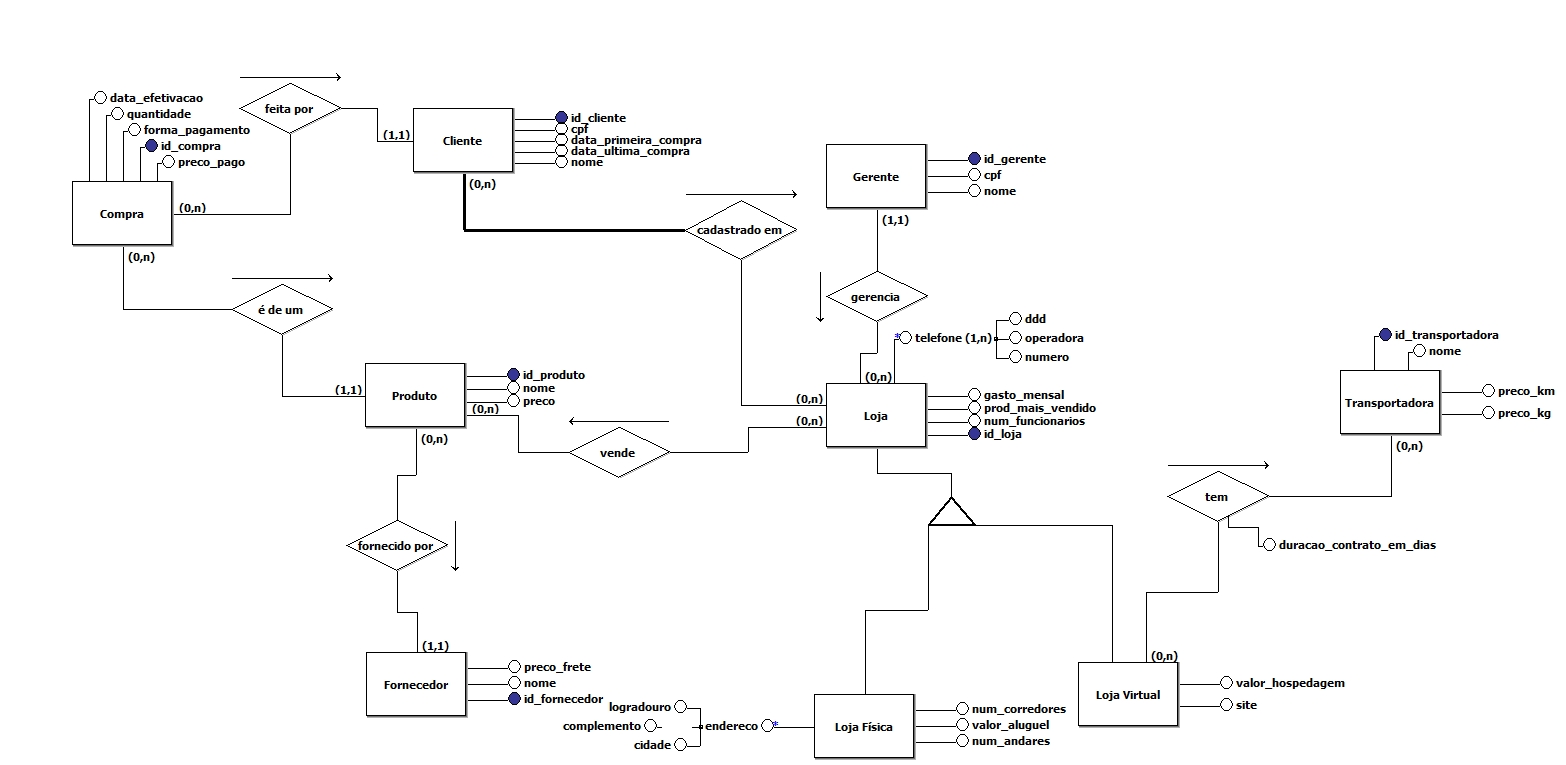 data_efetivacao
quantidade
forma_pagamento
id_compra
preco_pago
Compra
(0,n)
(0,n)
feita por
(1,1)
Cliente
id_cliente
cpf
data_primeira_compra
data_ultima_compra
nome
(0,n)
cadastrado em
Gerente
id_gerente
cpf
nome
(1,1)
gerencia
é de um
(1,1)
Produto
id_produto
nome
preco
(0,n)
(0,n)
vende
* telefone (1,n)
ddd
operadora
numero
(0,n)
(0,n)
(0,n)
Loja
gasto_mensal
prod_mais_vendido
num_funcionarios
id_loja
id_transportadora
nome
Transportadora
preco_km
preco_kg
(0,n)
tem
duracao_contrato_em_dias
fornecido por
(1,1)
Fornecedor
preco_frete
nome
id_fornecedor
logradouro
complemento
cidade
endereco *
Loja Física
num_corredores
valor_aluguel
num_andares
(0,n)
Loja Virtual
valor_hospedagem
site